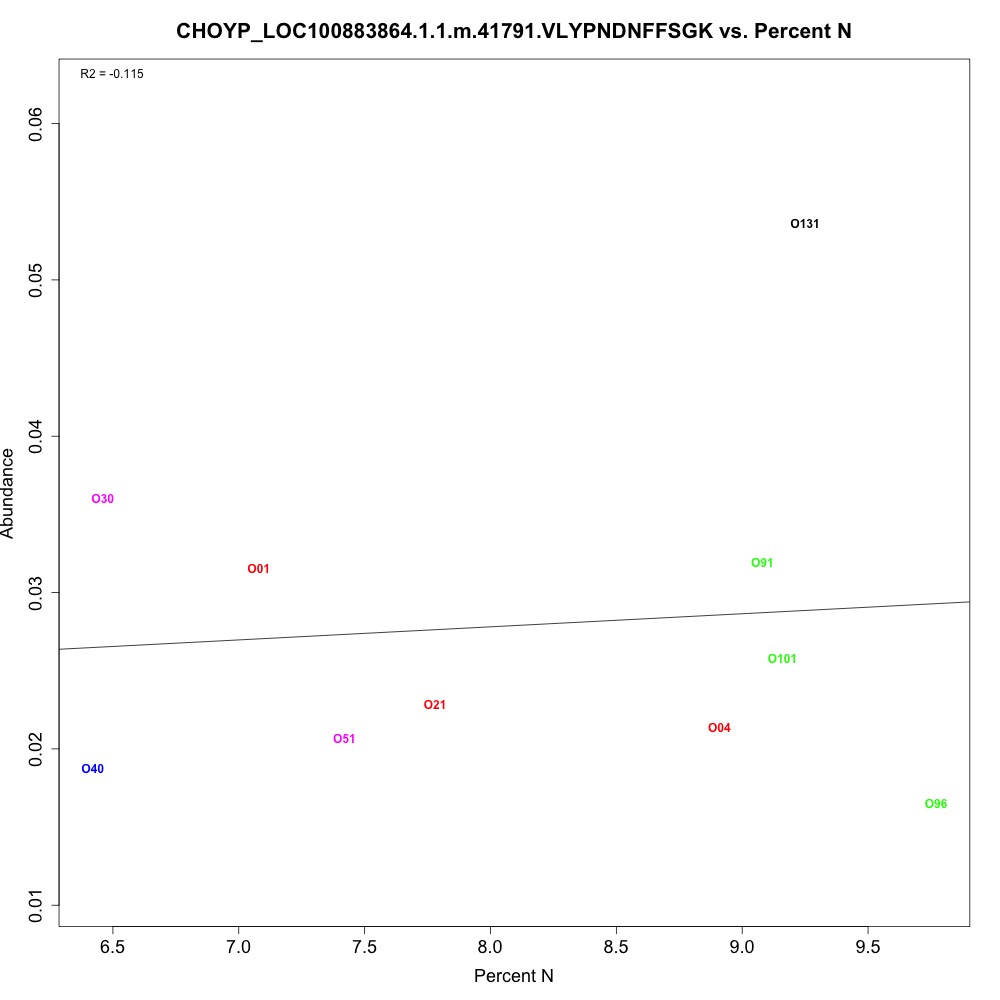 CHOYP_LOC100883864.1.1.m.41791.VLYPNDNFFSGK vs. Percent N
R2 = -0.115
0.06
O131
0.05
0.04
Abundance
O30
O91
O01
0.03
O101
O21
O04
O51
0.02
O40
O96
0.01
6.5 7.0 7.5 8.0 8.5 9.0 9.5
Percent N